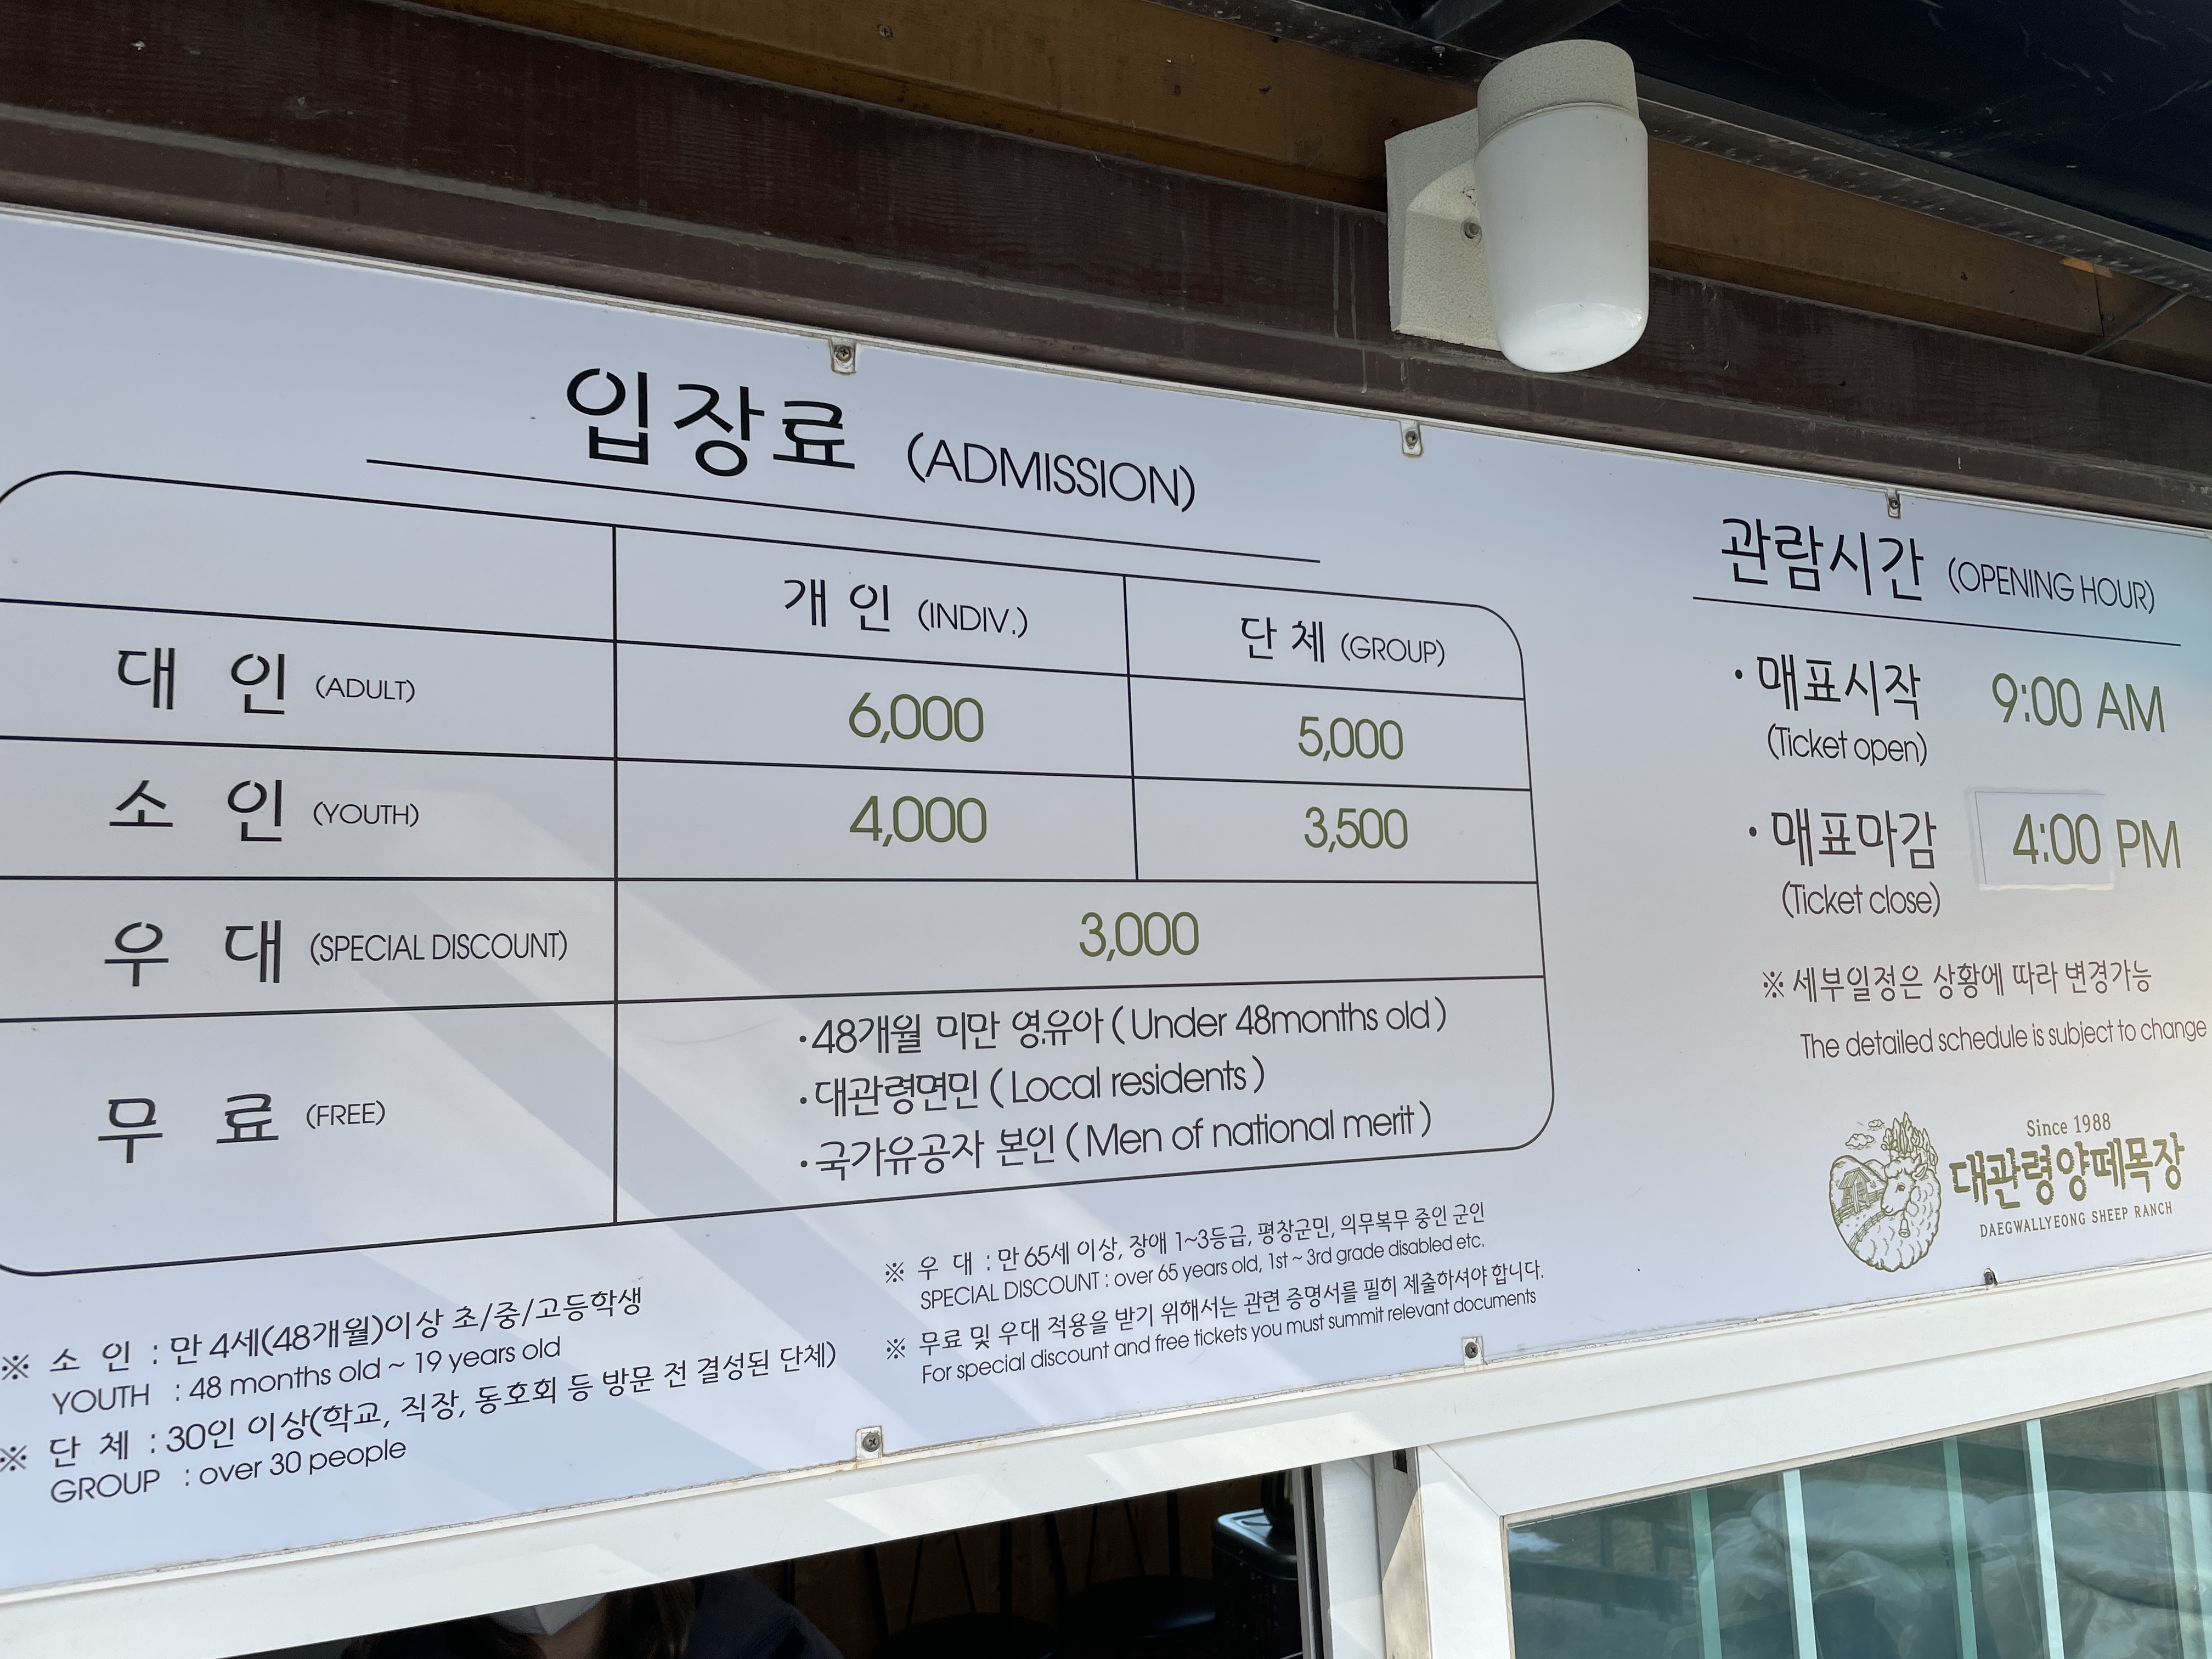 입장료 (ADMISSION)
개 인 (INDIV.) 단 체 (GROUP)
대 인 (ADULT) 6,000 5,000
소 인 (YOUTH) 4,000 3,500
우 대 (SPECIAL DISCOUNT) 3,000
무 료 (FREE)
·48개월 미만 영.유아 ( Under 48months old )
·대관령면민 ( Local residents )
·국가유공자 본인 ( Men of national merit )
※ 소 인 : 만 4세(48개월)이상 초/중/고등학생
YOUTH : 48 months old ~ 19 years old
※ 단 체 : 30인 이상(학교, 직장, 동호회 등 방문 전 결성된 단체)
GROUP : over 30 people
※ 우 대 : 만 65세 이상, 장애 1~3등급, 평창군민, 의무복무 중인 군인
SPECIAL DISCOUNT : over 65 years old, 1st ~ 3rd grade disabled etc.
※ 무료 및 우대 적용을 받기 위해서는 관련 증명서를 필히 제출하셔야 합니다.
For special discount and free tickets you must summit relevant documents
관람시간 (OPENING HOUR)
· 매표시작 9:00 AM
(Ticket open)
· 매표마감 4:00 PM
(Ticket close)
※ 세부일정은 상황에 따라 변경가능
The detailed schedule is subject to change
Since 1988
대관령양떼목장
DAEGWALLYEONG SHEEP RANCH